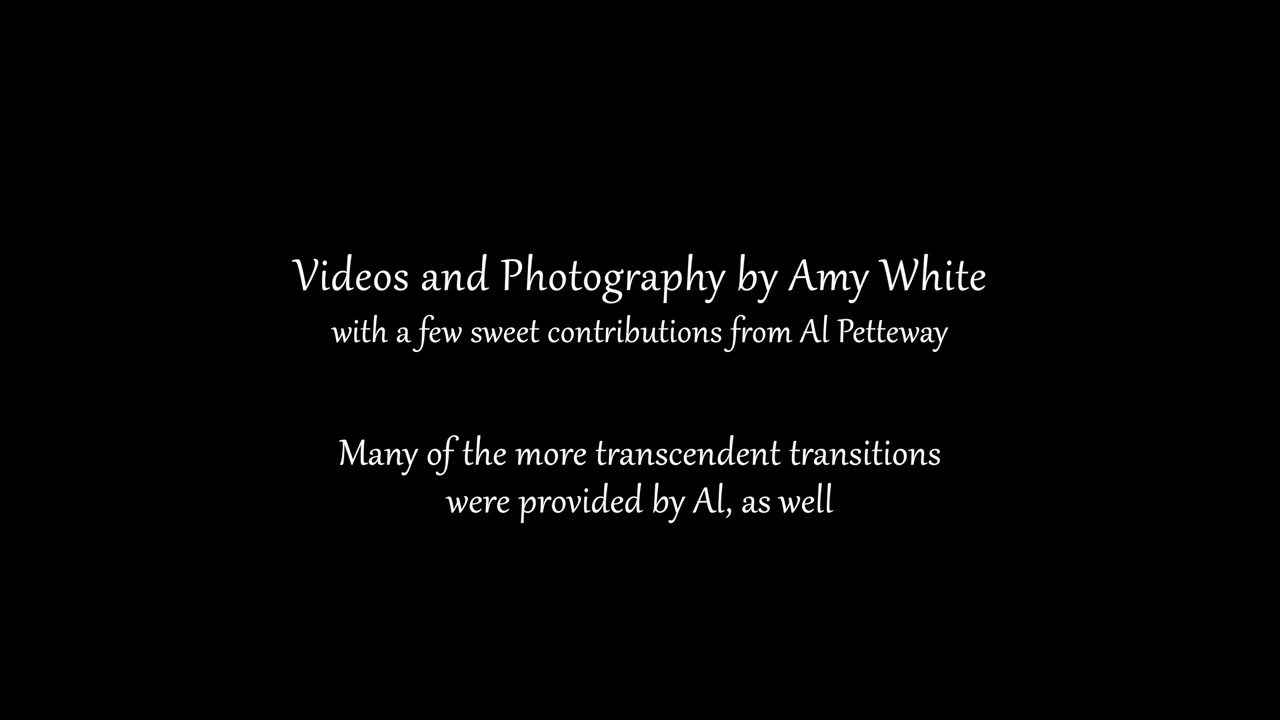 Videos and Photography by Amy White
with a few sweet contributions from Al Petteway
Many of the more transcendent transitions
were provided by Al, as well